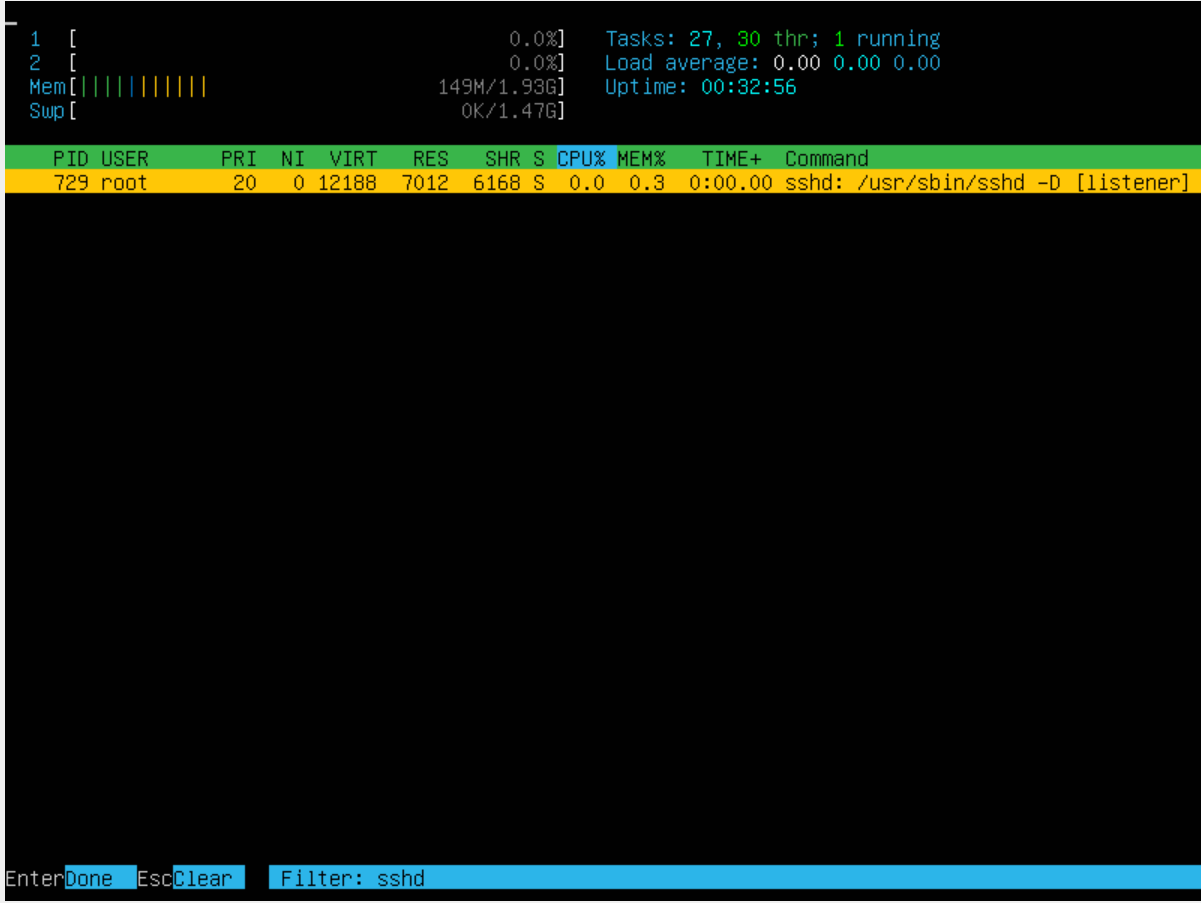 1 [ 0.0%] Tasks: 27, 30 thr; 1 running
2 [ 0.0%] Load average: 0.00 0.00 0.00
Mem[||||||||||| 149M/1.93G] Uptime: 00:32:56
Swp[ 0K/1.47G]
PID USER PRI NI VIRT RES SHR S CPU% MEM% TIME+ Command
729 root 20 0 12188 7012 6168 S 0.0 0.3 0:00.00 sshd: /usr/sbin/sshd -D [listener]
EnterDone EscClear Filter: sshd